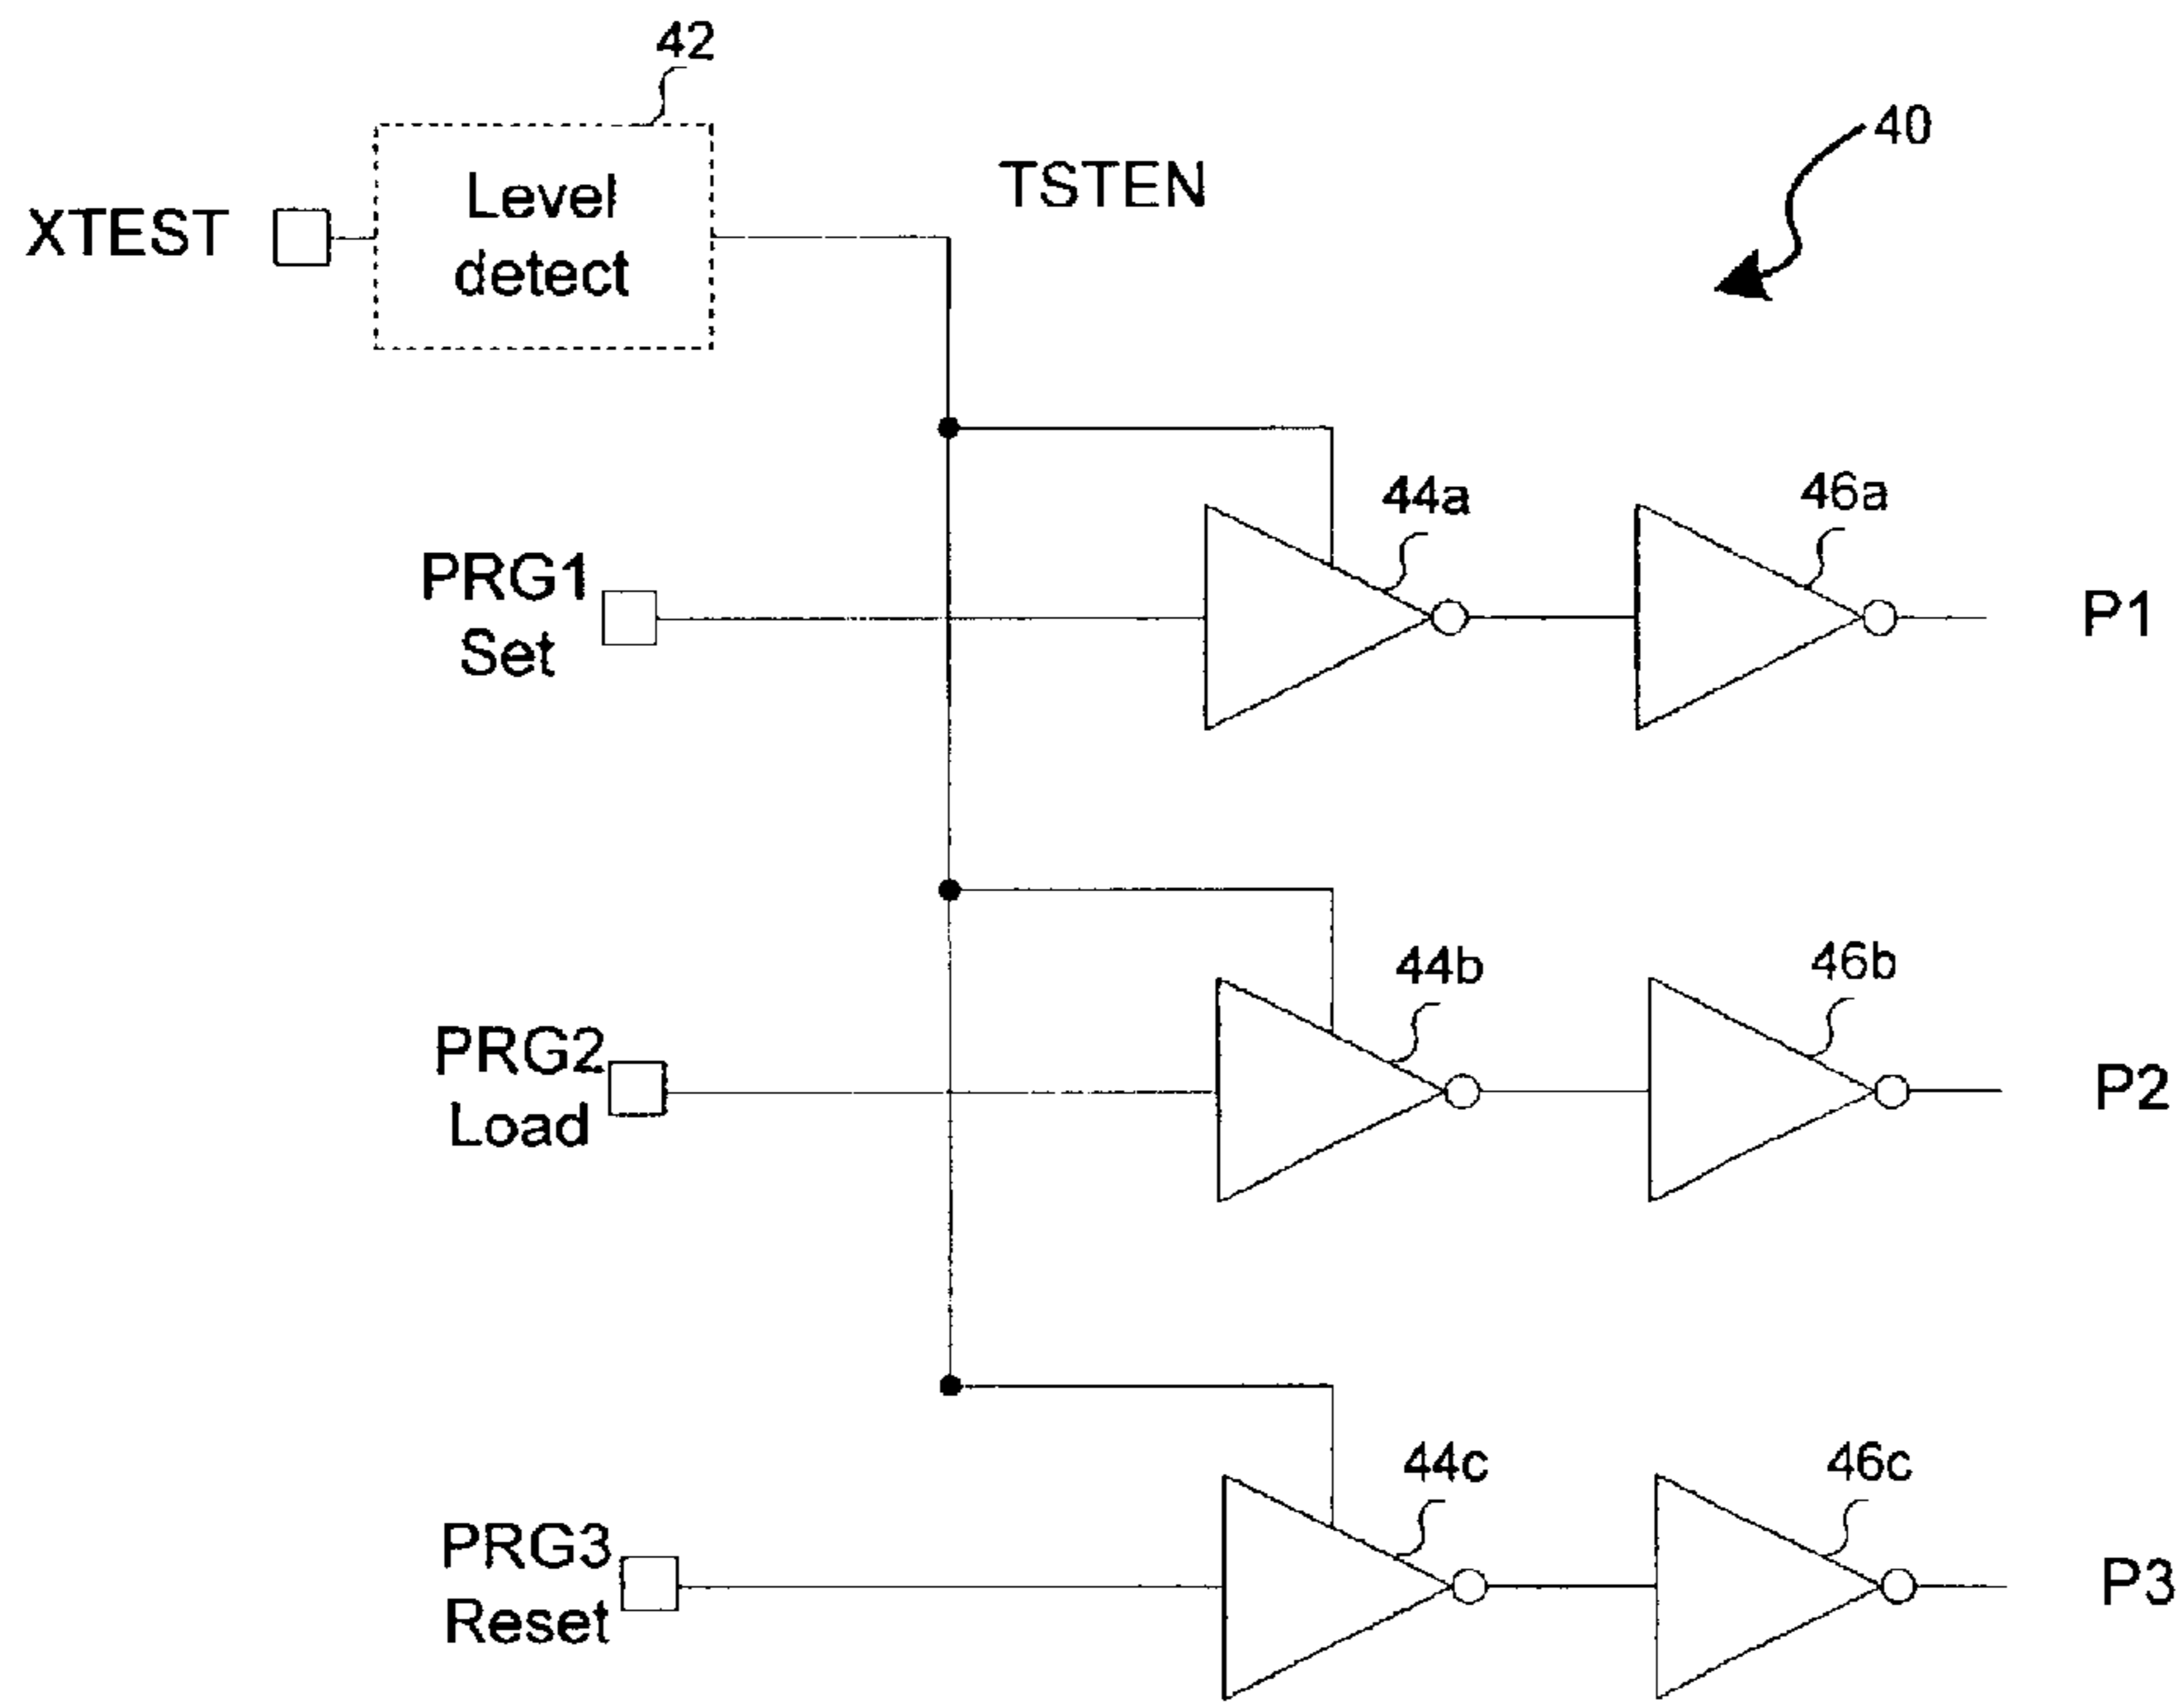 42
40
Level
detect
TSTEN
XTEST
44a
46a
PRG1
Set
P1
44b
46b
PRG2
Load
P2
44c
46c
PRG3
Reset
P3